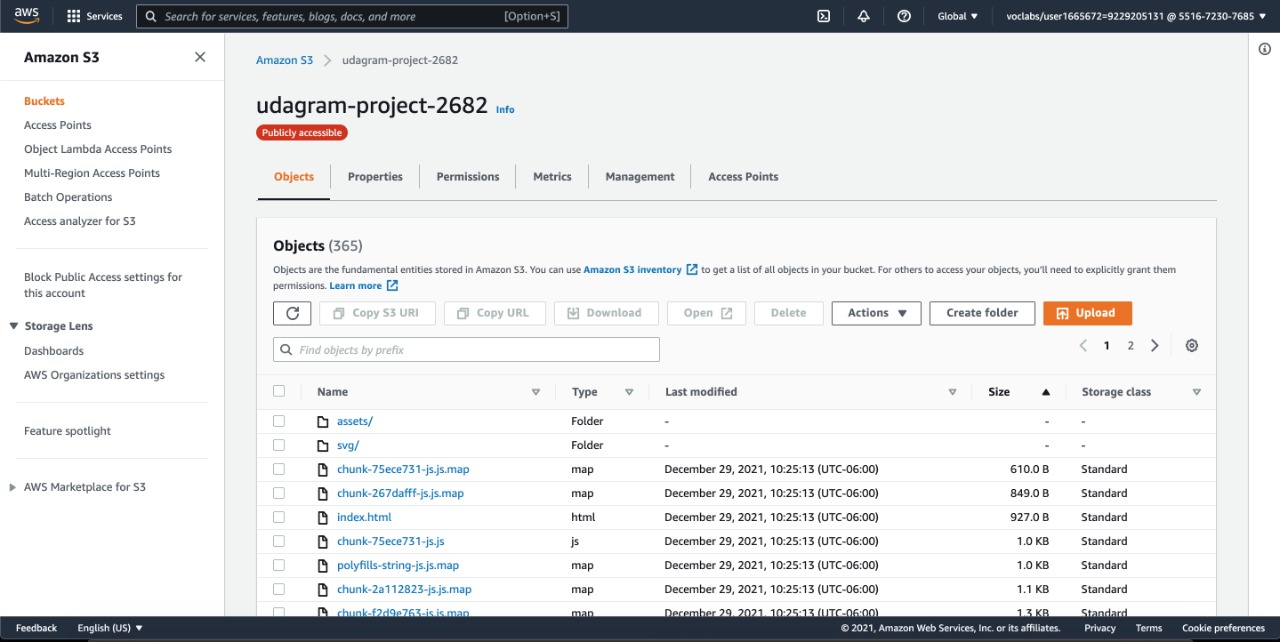 aws Services Search for services, features, blogs, docs, and more [Option+S] Global ▼ voclabs/user1665672=9229205131 @ 5516-7230-7685 ▼
Amazon S3
Buckets
Access Points
Object Lambda Access Points
Multi-Region Access Points
Batch Operations
Access analyzer for S3
Block Public Access settings for
this account
Storage Lens
Dashboards
AWS Organizations settings
Feature spotlight
AWS Marketplace for S3
Amazon S3 > udagram-project-2682
udagram-project-2682 Info
Publicly accessible
Objects Properties Permissions Metrics Management Access Points
Objects (365)
Objects are the fundamental entities stored in Amazon S3. You can use Amazon S3 inventory to get a list of all objects in your bucket. For others to access your objects, you'll need to explicitly grant them
permissions. Learn more
Copy S3 URI Copy URL Download Open Delete Actions ▼ Create folder Upload
Find objects by prefix < 1 2 >
Name Type Last modified Size Storage class
assets/ Folder - - -
svg/ Folder - - -
chunk-75ece731-js.js.map map December 29, 2021, 10:25:13 (UTC-06:00) 610.0 B Standard
chunk-267dafff-js.js.map map December 29, 2021, 10:25:13 (UTC-06:00) 849.0 B Standard
index.html html December 29, 2021, 10:25:13 (UTC-06:00) 927.0 B Standard
chunk-75ece731-js.js js December 29, 2021, 10:25:13 (UTC-06:00) 1.0 KB Standard
polyfills-string-js.js.map map December 29, 2021, 10:25:13 (UTC-06:00) 1.0 KB Standard
chunk-2a112823-js.js.map map December 29, 2021, 10:25:13 (UTC-06:00) 1.1 KB Standard
chunk-f2d9e763-js.js.map map December 29, 2021, 10:25:13 (UTC-06:00) 1.3 KB Standard
Feedback English (US) ▼ © 2021, Amazon Web Services, Inc. or its affiliates. Privacy Terms Cookie preferences